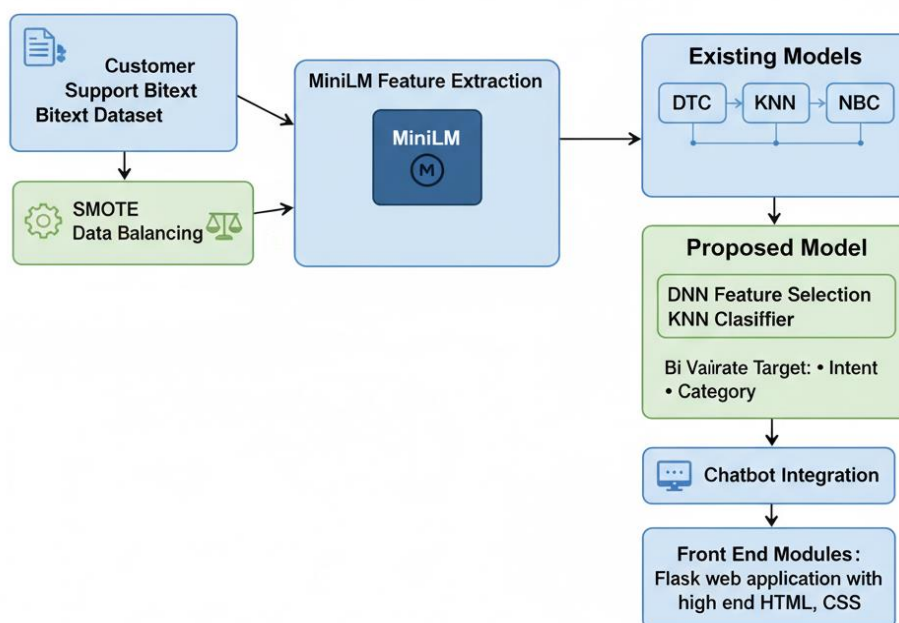 Customer
Support Bitext
Bitext Dataset
SMOTE
Data Balancing
MiniLM Feature Extraction
MiniLM
M
Existing Models
DTC
KNN
NBC
Proposed Model
DNN Feature Selection
KNN Clasiffier
Bi Vaiirate Target: • Intent
• Category
Chatbot Integration
Front End Modules:
Flask web application with
high end HTML, CSS